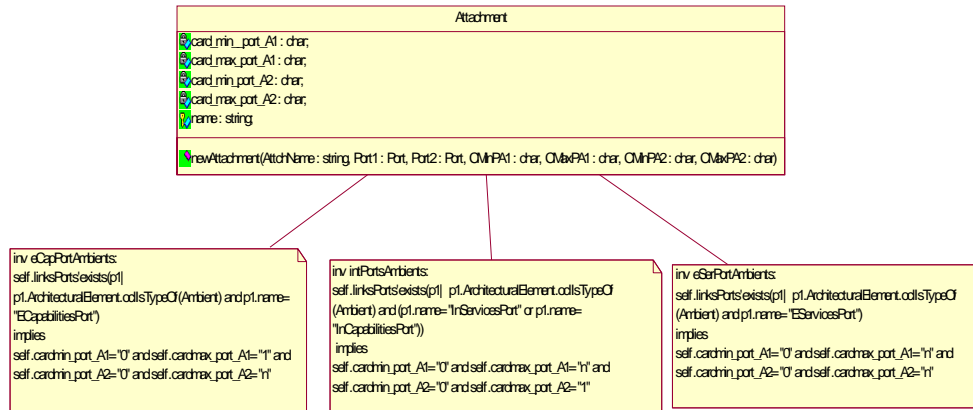 Attachment
card_min__port_A1 : char;
card_max_port_A1 : char;
card_min_port_A2 : char;
card_max_port_A2 : char;
name : string;
newAttachment(AttchName : string, Port1 : Port, Port2 : Port, CMinPA1 : char, CMaxPA1 : char, CMinPA2 : char, CMaxPA2 : char)
inv eCapPortAmbients:
self.linksPorts'exists(p1|
p1.ArchitecturalElement.oclIsTypeOf(Ambient) and p1.name=
"ECapabilitiesPort")
implies
self.cardmin_port_A1="0" and self.cardmax_port_A1="1" and
self.cardmin_port_A2="0" and self.cardmax_port_A2="n"
inv intPortsAmbients:
self.linksPorts'exists(p1| p1.ArchitecturalElement.oclIsTypeOf
(Ambient) and (p1.name="InServicesPort" or p1.name=
"InCapabilitiesPort"))
implies
self.cardmin_port_A1="0" and self.cardmax_port_A1="n" and
self.cardmin_port_A2="0" and self.cardmax_port_A2="1"
inv eSerPortAmbients:
self.linksPorts'exists(p1| p1.ArchitecturalElement.oclIsTypeOf
(Ambient) and p1.name="EServicesPort")
implies
self.cardmin_port_A1="0" and self.cardmax_port_A1="n" and
self.cardmin_port_A2="0" and self.cardmax_port_A2="n"